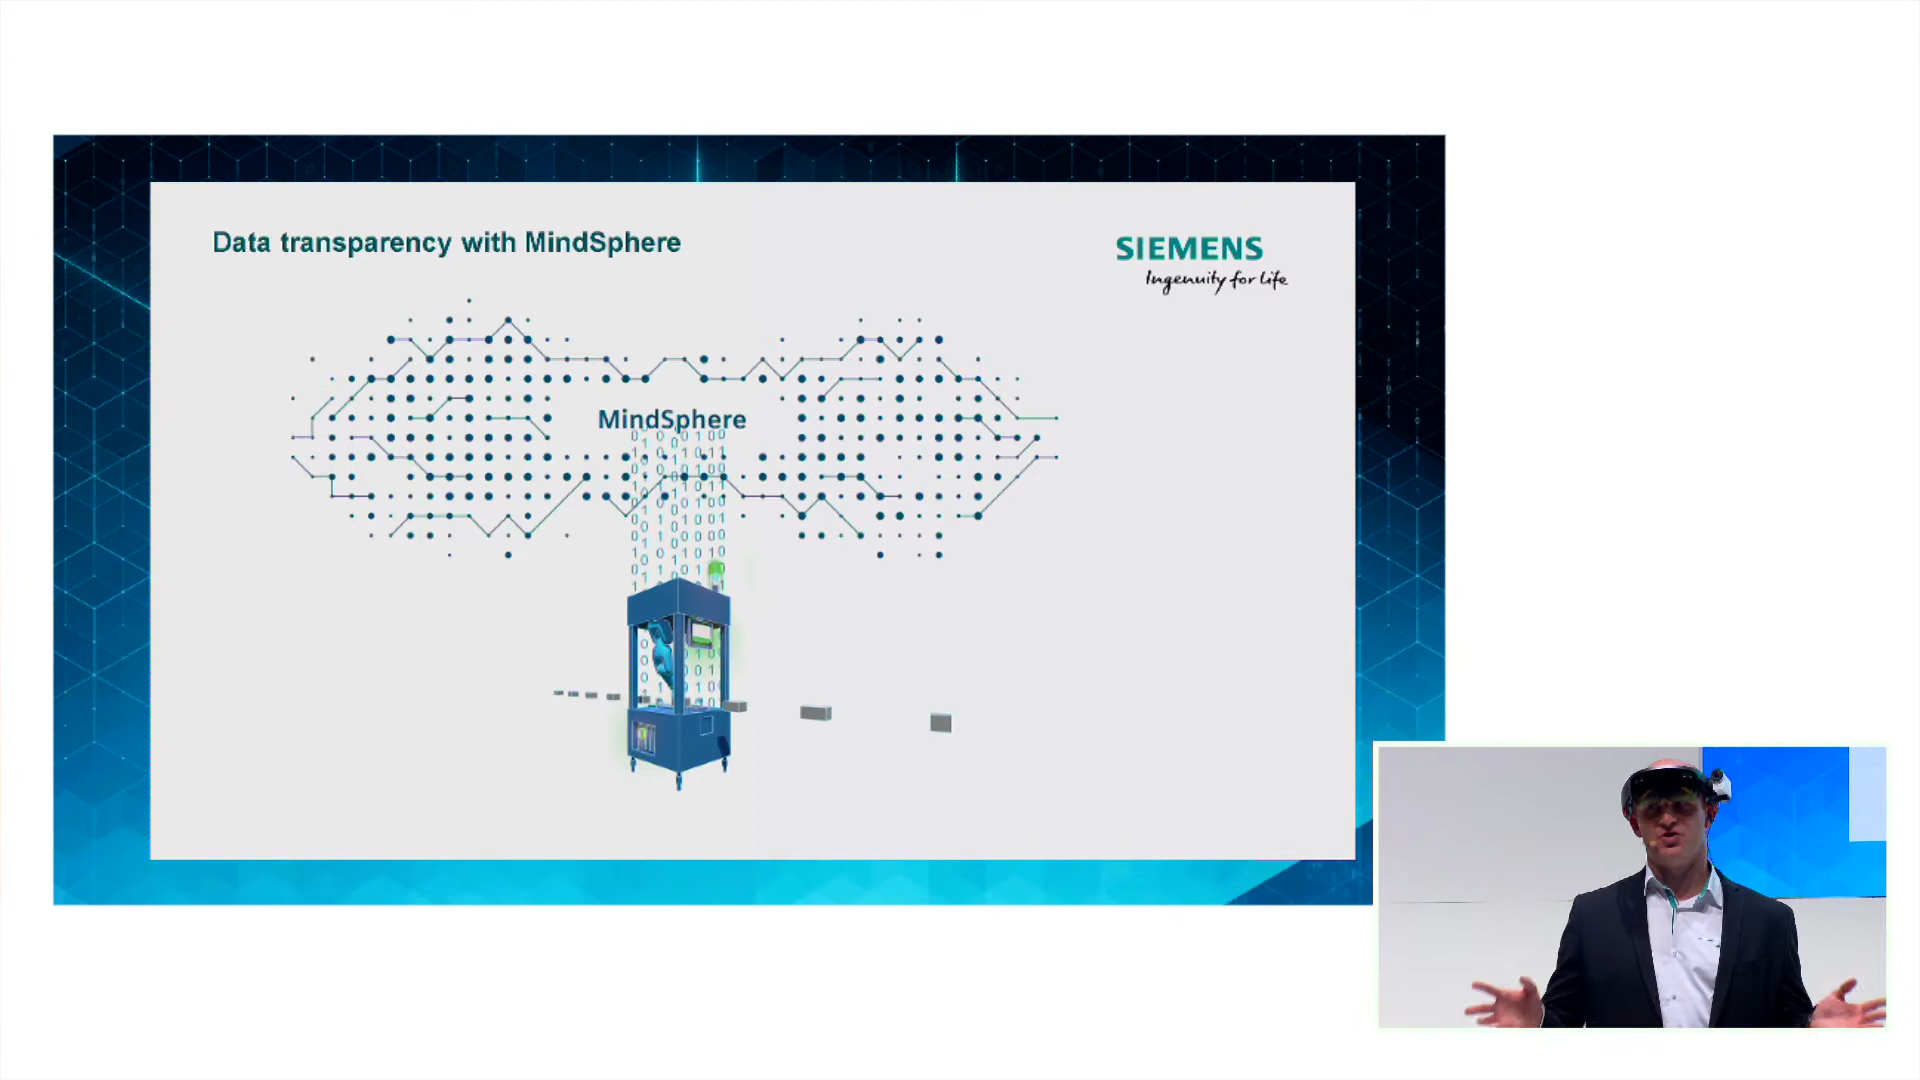 Data transparency with MindSphere
SIEMENS
Ingenuity for life
MindSphere